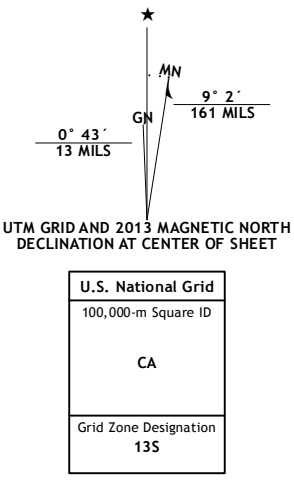 ★
MN
GN
9° 2´
161 MILS
0° 43´
13 MILS
UTM GRID AND 2013 MAGNETIC NORTH
DECLINATION AT CENTER OF SHEET
U.S. National Grid
100,000-m Square ID
CA
Grid Zone Designation
13S